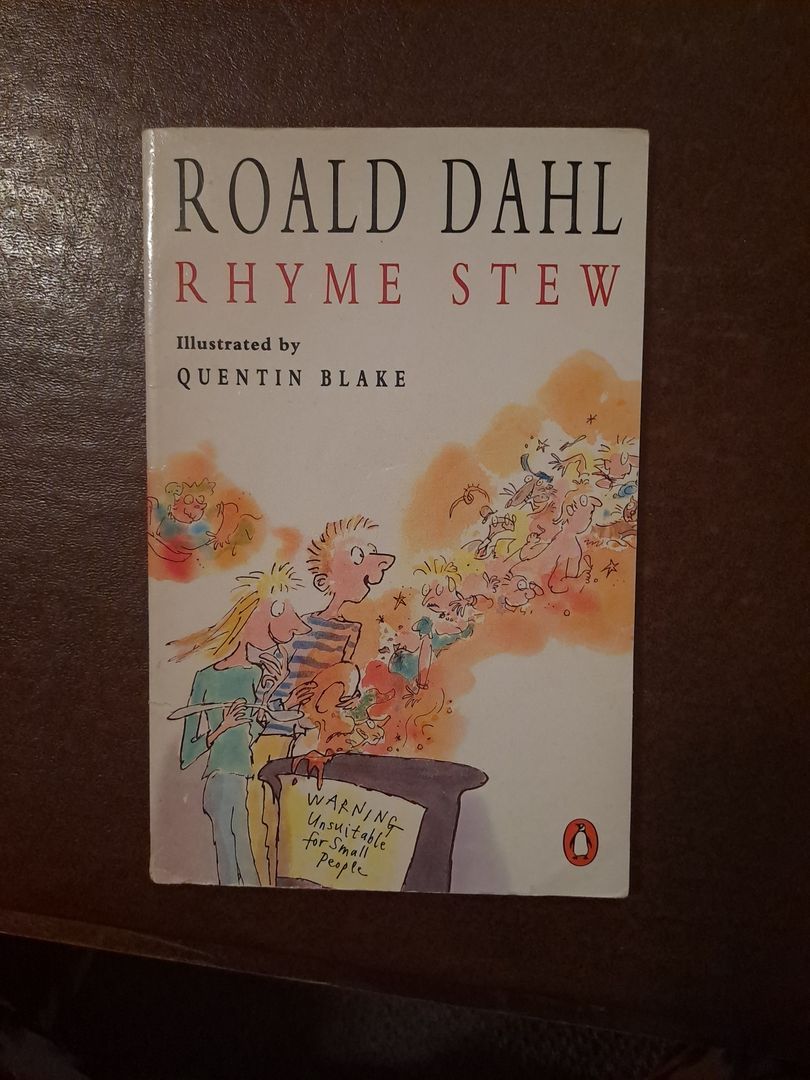 ROALD DAHL
RHYME STEW
Illustrated by
QUENTIN BLAKE
WARNING
Unsuitable
for Small
People